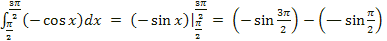 ∫_{π/2}^{3π/2} (− cos x) dx = (− sin x)|_{π/2}^{3π/2} = (− sin 3π/2) − (— sin π/2)